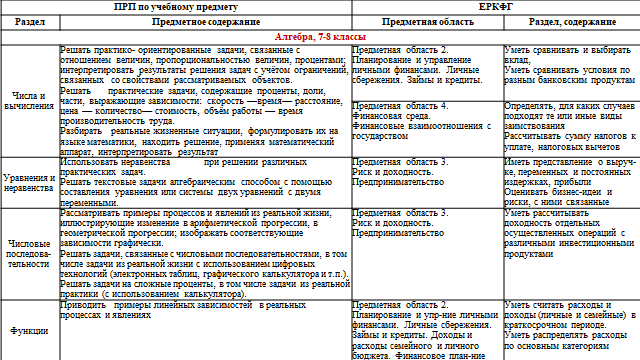 ПРП по учебному предмету
ЕРКФГ
Раздел
Предметное содержание
Предметная область
Раздел, содержание
Алгебра, 7-8 классы
Числа и
вычисления
Решать практико- ориентированные задачи, связанные с
отношением величин, пропорциональностью величин, процентами;
интерпретировать результаты решения задач с учётом ограничений,
связанных со свойствами рассматриваемых объектов.
Решать практические задачи, содержащие проценты, доли,
части, выражающие зависимости: скорость —время— расстояние,
цена — количество— стоимость, объём работы — время
производительность труда.
Разбирать реальные жизненные ситуации, формулировать их на
языке математики, находить решение, применяя математический
аппарат, интерпретировать результат
Предметная область 2.
Планирование и управление
личными финансами. Личные
сбережения. Займы и кредиты.
Уметь сравнивать и выбирать
вклад,
Уметь сравнивать условия по
разным банковским продуктам
Предметная область 4.
Финансовая среда.
Финансовые взаимоотношения с
государством
Определять, для каких случаев
подходят те или иные виды
заимствования
Рассчитывать сумму налогов к
уплате, налоговых вычетов
Уравнения и
неравенства
Использовать неравенства при решении различных
практических задач.
Решать текстовые задачи алгебраическим способом с помощью
составления уравнения или системы двух уравнений с двумя
переменными.
Предметная область 3.
Риск и доходность.
Предпринимательство
Иметь представление о выруч-
ке, переменных и постоянных
издержках, прибыли
Оценивать бизнес-идеи и
риски, с ними связанные
Числовые
последова-
тельности
Рассматривать примеры процессов и явлений из реальной жизни,
иллюстрирующие изменение в арифметической прогрессии, в
геометрической прогрессии; изображать соответствующие
зависимости графически.
Решать задачи, связанные с числовыми последовательностями, в том
числе задачи из реальной жизни с использованием цифровых
технологий (электронных таблиц, графического калькулятора и т.п.).
Решать задачи на сложные проценты, в том числе задачи из реальной
практики (с использованием калькулятора).
Предметная область 3.
Риск и доходность.
Предпринимательство
Уметь рассчитывать
доходность отдельных
осуществленных операций с
различными инвестиционными
продуктами
Функции
Приводить примеры линейных зависимостей в реальных
процессах и явлениях
Предметная область 2.
Планирование и упр-ние личными
финансами. Личные сбережения.
Займы и кредиты. Доходы и
расходы семейного и личного
бюджета. Финансовое план-ние
Уметь считать расходы и
доходы (личные и семейные) в
краткосрочном периоде.
Уметь распределять расходы
по основным категориям